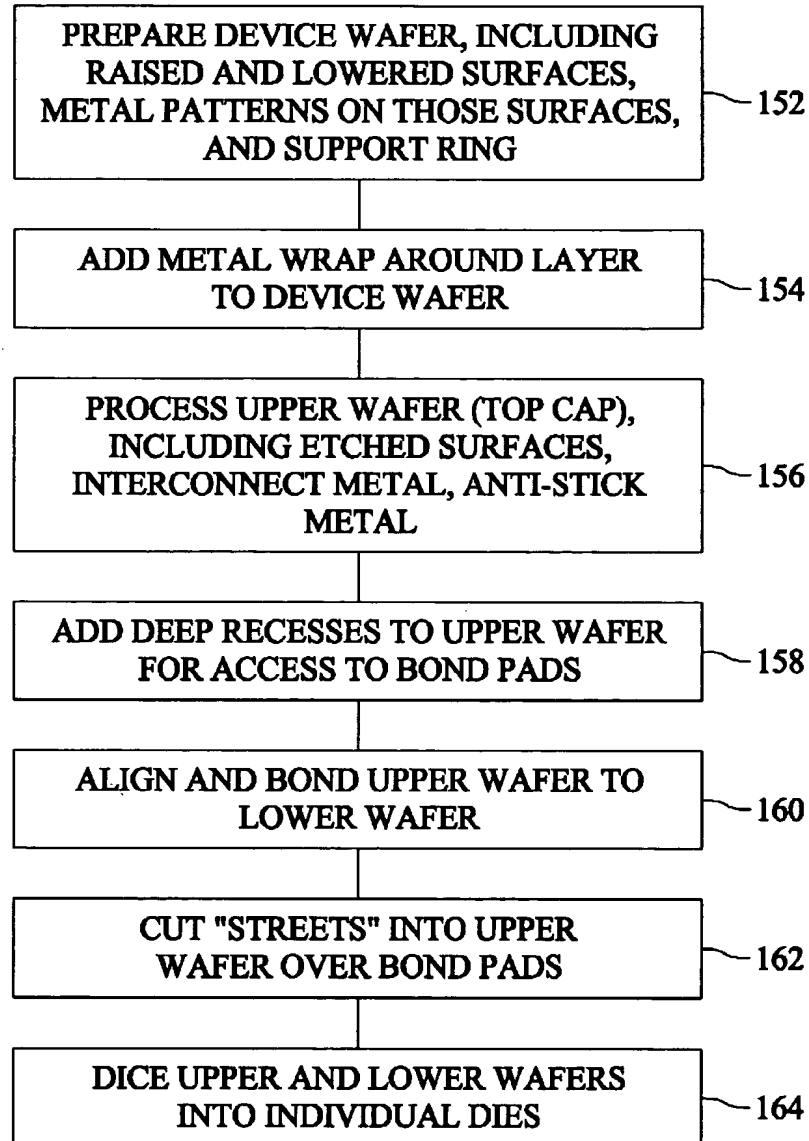 PREPARE DEVICE WAFER, INCLUDING
RAISED AND LOWERED SURFACES,
METAL PATTERNS ON THOSE SURFACES,
AND SUPPORT RING
152
ADD METAL WRAP AROUND LAYER
TO DEVICE WAFER
154
PROCESS UPPER WAFER (TOP CAP),
INCLUDING ETCHED SURFACES,
INTERCONNECT METAL, ANTI-STICK
METAL
156
ADD DEEP RECESSES TO UPPER WAFER
FOR ACCESS TO BOND PADS
158
ALIGN AND BOND UPPER WAFER TO
LOWER WAFER
160
CUT "STREETS" INTO UPPER
WAFER OVER BOND PADS
162
DICE UPPER AND LOWER WAFERS
INTO INDIVIDUAL DIES
164